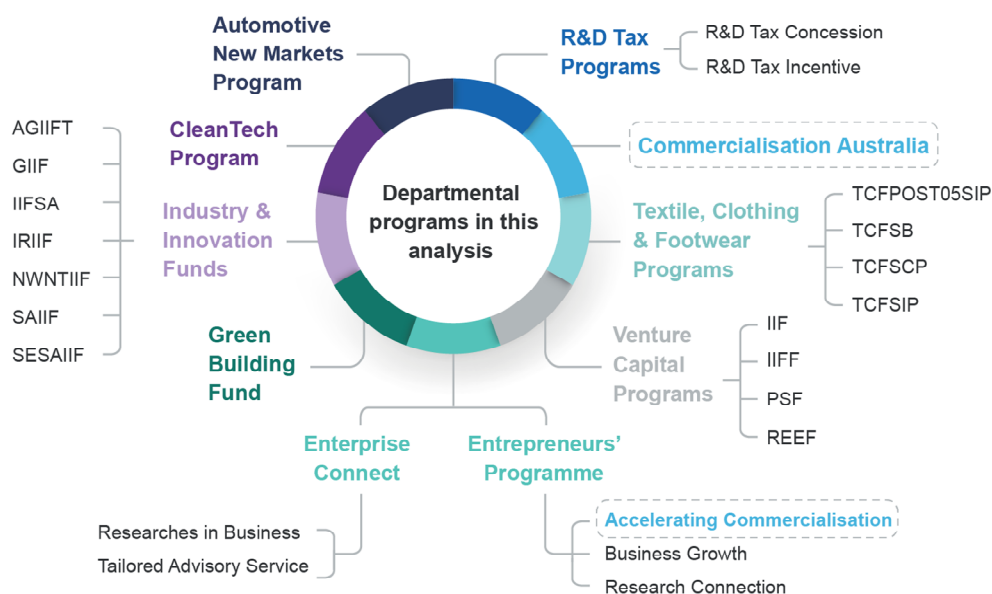 Departmental
programs in this
analysis
Automotive
New Markets
Program
R&D Tax
Programs
R&D Tax Concession
R&D Tax Incentive
Commercialisation Australia
Textile, Clothing
& Footwear
Programs
TCFPOST05SIP
TCFSB
TCFSCP
TCFSIP
Venture
Capital
Programs
IIF
IIFF
PSF
REEF
Entrepreneurs’
Programme
Accelerating Commercialisation
Business Growth
Research Connection
Enterprise
Connect
Researches in Business
Tailored Advisory Service
Green
Building
Fund
Industry &
Innovation
Funds
AGIIFT
GIIF
IIFSA
IRIIF
NWNTIIF
SAIIF
SESAIIF
CleanTech
Program